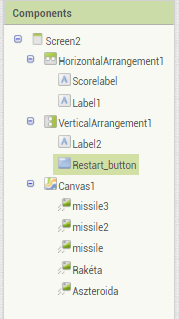 Components
Screen2
HorizontalArrangement1
A Scorelabel
A Label1
VerticalArrangement1
A Label2
Restart_button
Canvas1
missile3
missile2
missile
Rakéta
Aszteroida